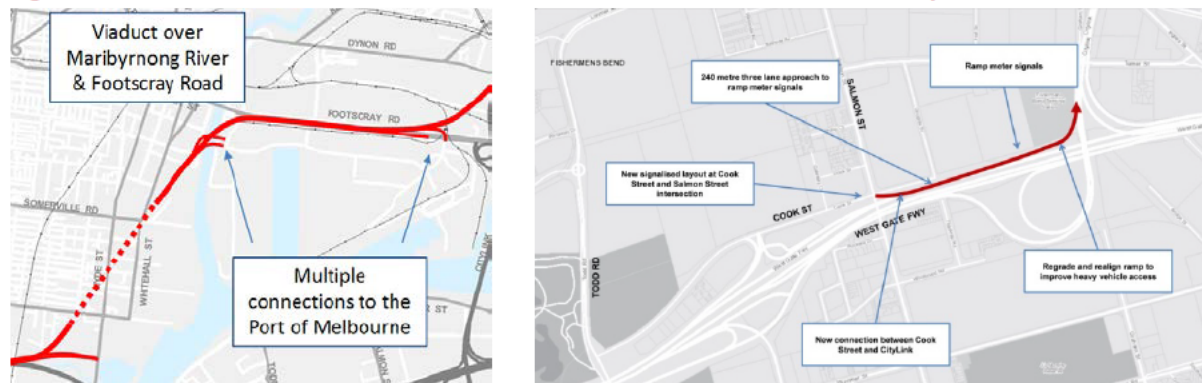 Viaduct over
Maribyrnong River
& Footscray Road
DYNON RD
FOOTSCRAY RD
SOMERVILLE RD
WHITEHALL ST
Multiple
connections to the
Port of Melbourne
CITYLINK
FISHERMENS BEND
240 metre three lane approach to
ramp meter signals
SALMON ST
Ramp meter signals
New signalised layout at Cook
Street and Salmon Street
intersection
COOK ST
WEST GATE FWY
TODD RD
Regrade and realign ramp to
improve heavy vehicle access
New connection between Cook
Street and CityLink